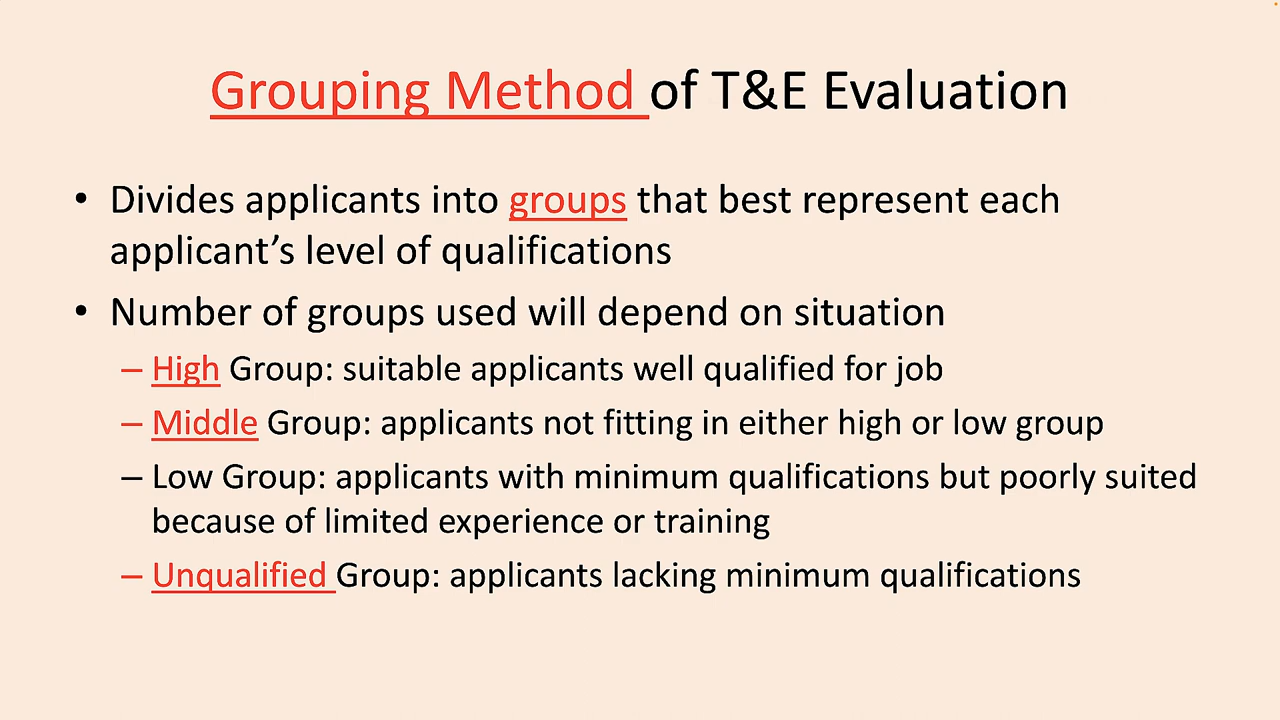 Grouping Method of T&E Evaluation
• Divides applicants into groups that best represent each
applicant’s level of qualifications
• Number of groups used will depend on situation
– High Group: suitable applicants well qualified for job
– Middle Group: applicants not fitting in either high or low group
– Low Group: applicants with minimum qualifications but poorly suited
because of limited experience or training
– Unqualified Group: applicants lacking minimum qualifications